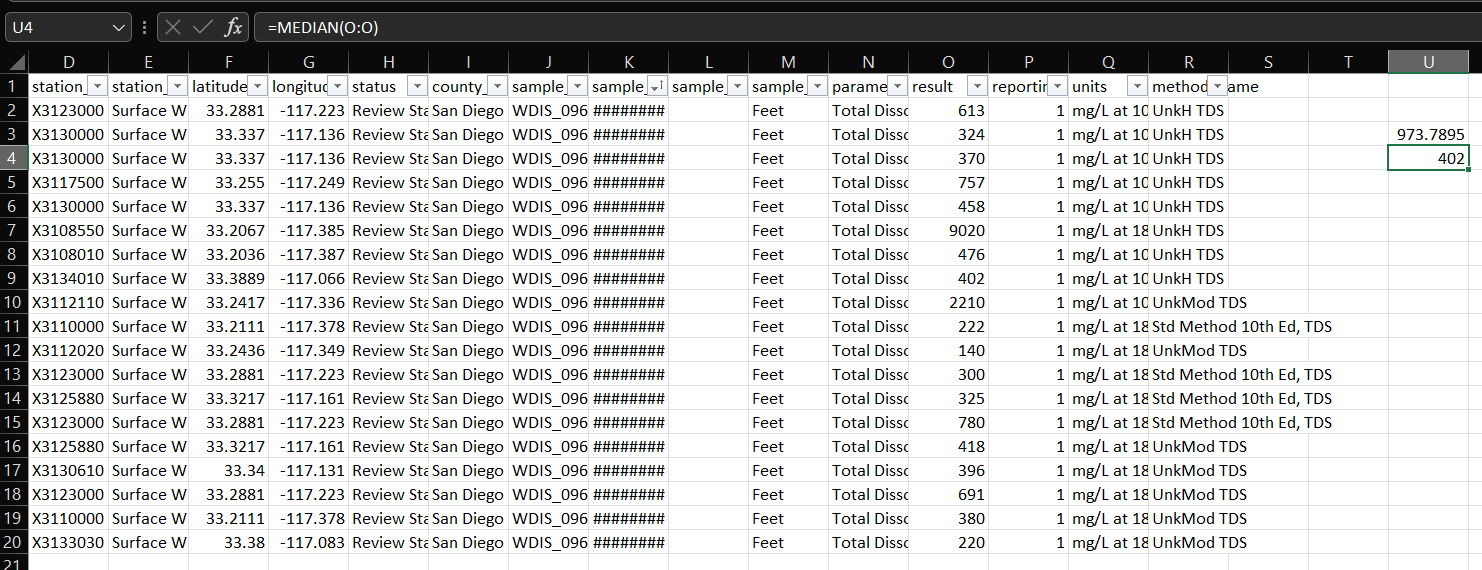 U4 fx =MEDIAN(O:O)
D E F G H I J K L M N O P Q R S T U
1 station_ station_ latitude longituc status county_ sample_ sample_ sample_ sample_ parame result reportin units method ame
2 X3123000 Surface W 33.2881 -117.223 Review Sta San Diego WDIS_096 ######## Feet Total Disso 613 1 mg/L at 10 UnkH TDS
3 X3130000 Surface W 33.337 -117.136 Review Sta San Diego WDIS_096 ######## Feet Total Disso 324 1 mg/L at 10 UnkH TDS 973.7895
4 X3130000 Surface W 33.337 -117.136 Review Sta San Diego WDIS_096 ######## Feet Total Disso 370 1 mg/L at 10 UnkH TDS 402
5 X3117500 Surface W 33.255 -117.249 Review Sta San Diego WDIS_096 ######## Feet Total Disso 757 1 mg/L at 10 UnkH TDS
6 X3130000 Surface W 33.337 -117.136 Review Sta San Diego WDIS_096 ######## Feet Total Disso 458 1 mg/L at 10 UnkH TDS
7 X3108550 Surface W 33.2067 -117.385 Review Sta San Diego WDIS_096 ######## Feet Total Disso 9020 1 mg/L at 18 UnkH TDS
8 X3108010 Surface W 33.2036 -117.387 Review Sta San Diego WDIS_096 ######## Feet Total Disso 476 1 mg/L at 10 UnkH TDS
9 X3134010 Surface W 33.3889 -117.066 Review Sta San Diego WDIS_096 ######## Feet Total Disso 402 1 mg/L at 10 UnkH TDS
10 X3112110 Surface W 33.2417 -117.336 Review Sta San Diego WDIS_096 ######## Feet Total Disso 2210 1 mg/L at 10 UnkMod TDS
11 X3110000 Surface W 33.2111 -117.378 Review Sta San Diego WDIS_096 ######## Feet Total Disso 222 1 mg/L at 18 Std Method 10th Ed, TDS
12 X3112020 Surface W 33.2436 -117.349 Review Sta San Diego WDIS_096 ######## Feet Total Disso 140 1 mg/L at 18 UnkMod TDS
13 X3123000 Surface W 33.2881 -117.223 Review Sta San Diego WDIS_096 ######## Feet Total Disso 300 1 mg/L at 18 Std Method 10th Ed, TDS
14 X3125880 Surface W 33.3217 -117.161 Review Sta San Diego WDIS_096 ######## Feet Total Disso 325 1 mg/L at 18 Std Method 10th Ed, TDS
15 X3123000 Surface W 33.2881 -117.223 Review Sta San Diego WDIS_096 ######## Feet Total Disso 780 1 mg/L at 18 Std Method 10th Ed, TDS
16 X3125880 Surface W 33.3217 -117.161 Review Sta San Diego WDIS_096 ######## Feet Total Disso 418 1 mg/L at 18 UnkMod TDS
17 X3130610 Surface W 33.34 -117.131 Review Sta San Diego WDIS_096 ######## Feet Total Disso 396 1 mg/L at 18 UnkMod TDS
18 X3123000 Surface W 33.2881 -117.223 Review Sta San Diego WDIS_096 ######## Feet Total Disso 691 1 mg/L at 18 UnkMod TDS
19 X3110000 Surface W 33.2111 -117.378 Review Sta San Diego WDIS_096 ######## Feet Total Disso 380 1 mg/L at 18 UnkMod TDS
20 X3133030 Surface W 33.38 -117.083 Review Sta San Diego WDIS_096 ######## Feet Total Disso 220 1 mg/L at 18 UnkMod TDS
21